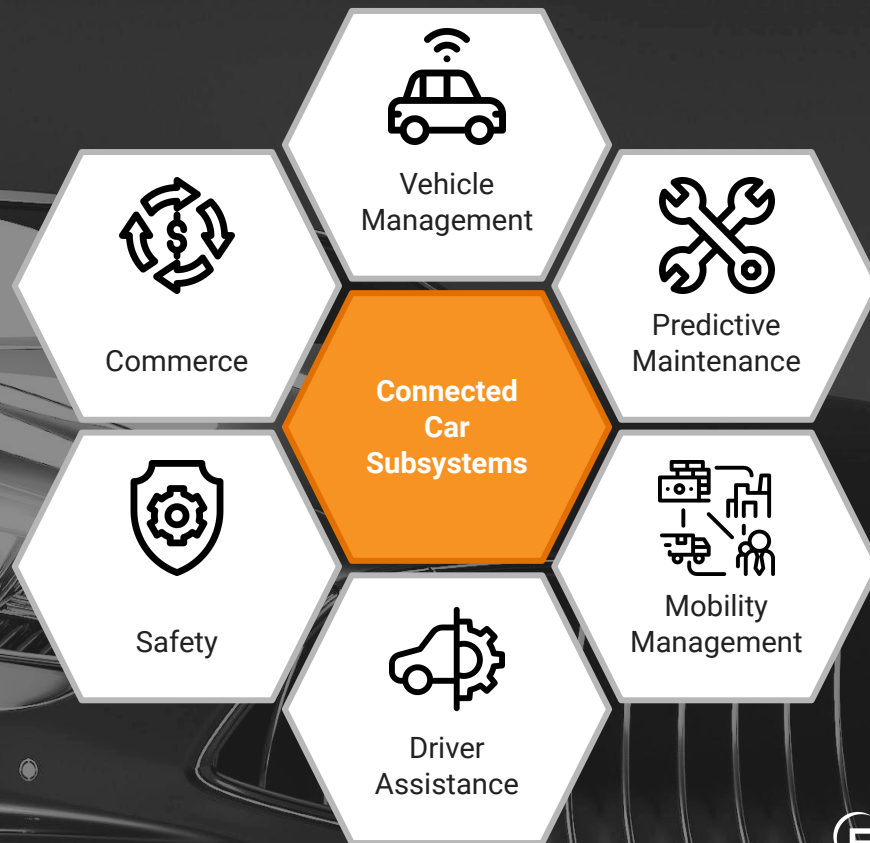 Vehicle
Management
Commerce
Predictive
Maintenance
Connected
Car
Subsystems
Safety
Mobility
Management
Driver
Assistance